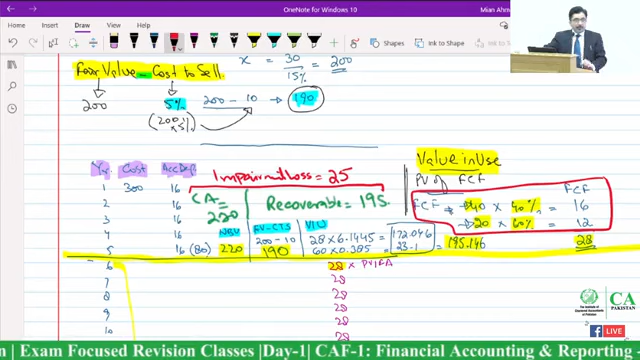 OneNote for Windows 10
Mian Ahm
Home Insert Draw View
Ink to Shape Ink to Text
x = 30/15% = 200
Fair Value - Cost to Sell.
200 5% 200 - 10 → 190
(200 x 5%)
Value in Use
PV of FCF
Yr. Cost Acc Dep
Impairment Loss = 25
FCF
1 300 16
CA = 220
Recoverable = 195.
FCF → 40 x 40% = 16
2 16
→ 20 x 60% = 12
3 16
NBV FV-CTS VIU
4 16
200 - 10 28 x 6.1445 172.046
5 16 (80) 220 190 60 x 0.385 23.1 = 195.146 28
6 28 x PVIFA
7 28
8 28
9 28
10 28
CA
PAKISTAN
LIVE
n | Exam Focused Revision Classes |Day-1| CAF-1: Financial Accounting & Reporting